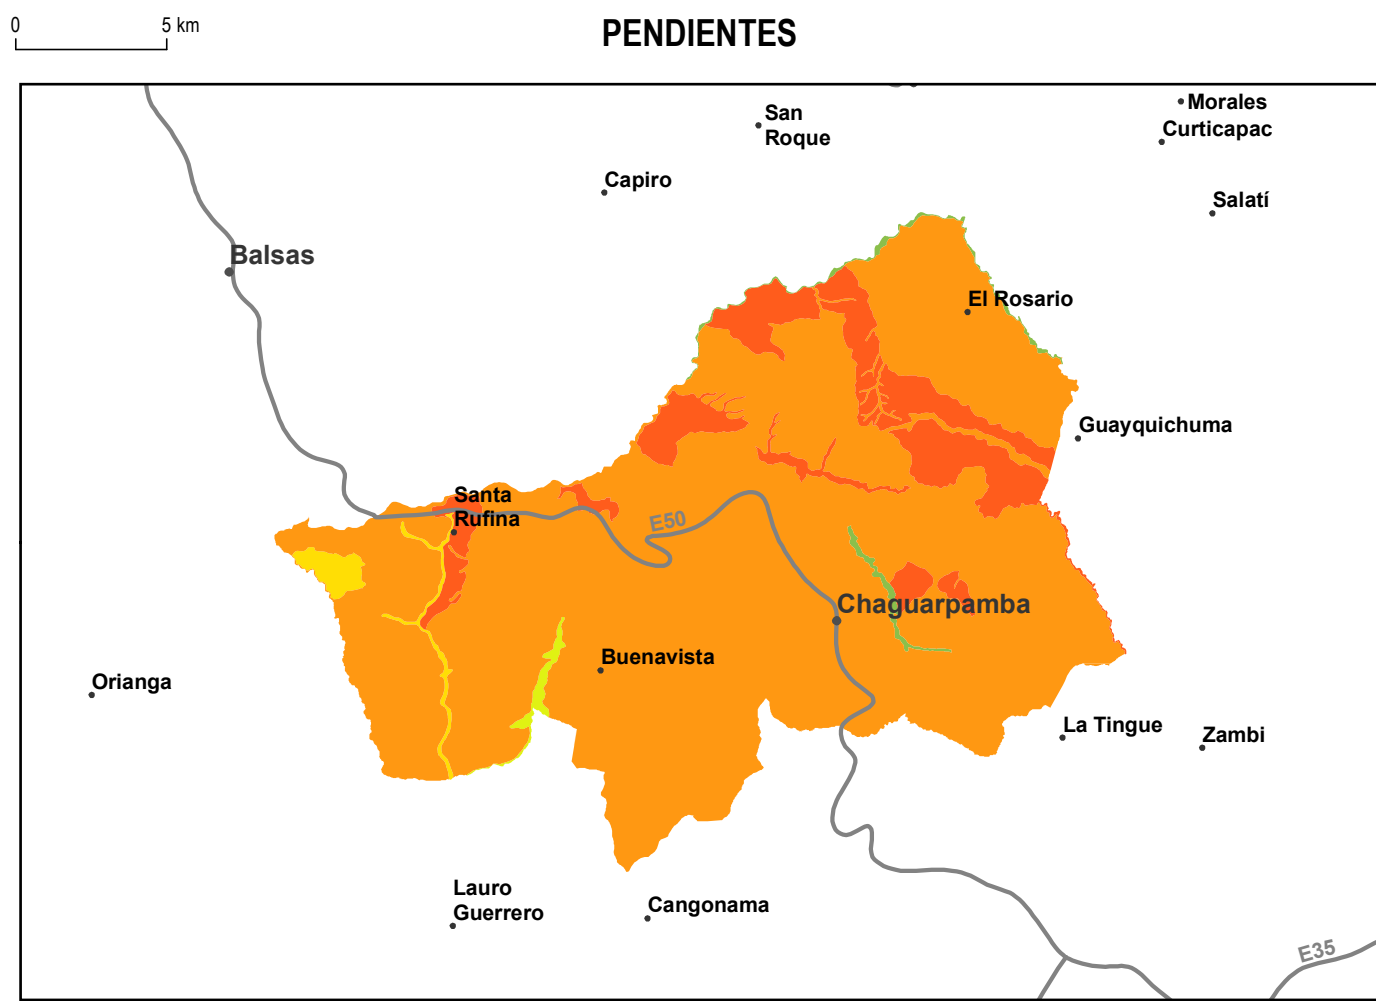 0
5 km
PENDIENTES
Morales
San
Roque
Curticapac
Capiro
Salatí
Balsas
El Rosario
Guayquichuma
Santa
Rufina
E50
Chaguarpamba
Buenavista
Orianga
La Tingue
Zambi
Lauro
Guerrero
Cangonama
E35